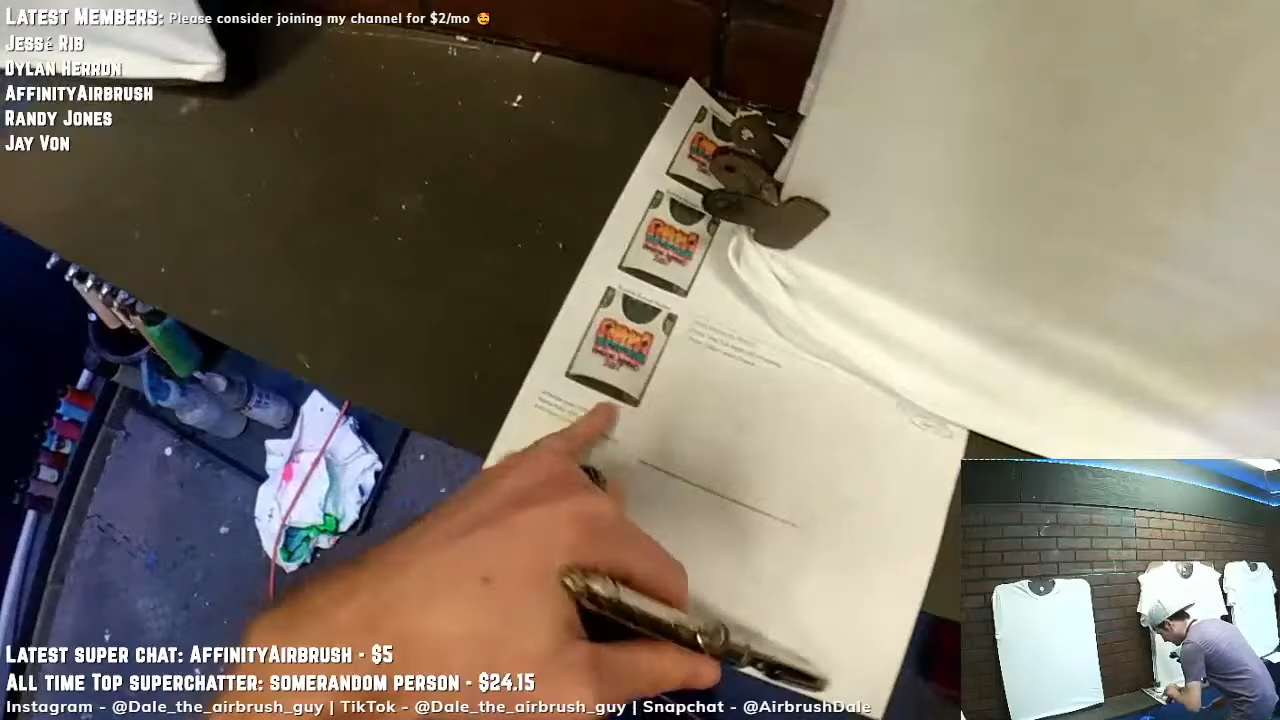 LATEST MEMBERS: Please consider joining my channel for $2/mo
JESSÉ RIB
DYLAN HERRON
AFFINITYAIRBRUSH
RANDY JONES
JAY VON
LATEST SUPER CHAT: AFFINITYAIRBRUSH - $5
ALL TIME TOP SUPERCHATTER: SOMERANDOM PERSON - $24.15
Instagram - @Dale_the_airbrush_guy | TikTok - @Dale_the_airbrush_guy | Snapchat - @AirbrushDale